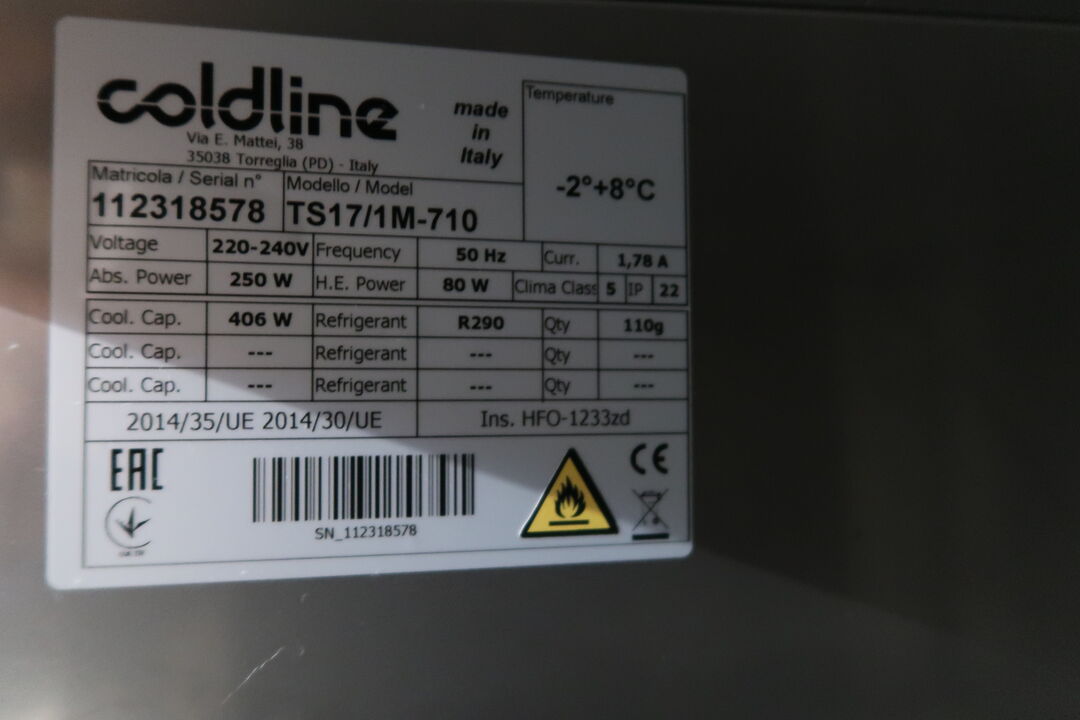 coldline
Via E. Mattei, 38
35038 Torreglia (PD) - Italy
made
in
Italy
Temperature
-2°+8°C
Matricola / Serial n° Modello / Model
112318578 TS17/1M-710
Voltage 220-240V Frequency 50 Hz Curr. 1,78 A
Abs. Power 250 W H.E. Power 80 W Clima Class 5 IP 22
Cool. Cap. 406 W Refrigerant R290 Qty 110g
Cool. Cap. --- Refrigerant --- Qty ---
Cool. Cap. --- Refrigerant --- Qty ---
2014/35/UE 2014/30/UE Ins. HFO-1233zd
EAC
CE
SN_112318578